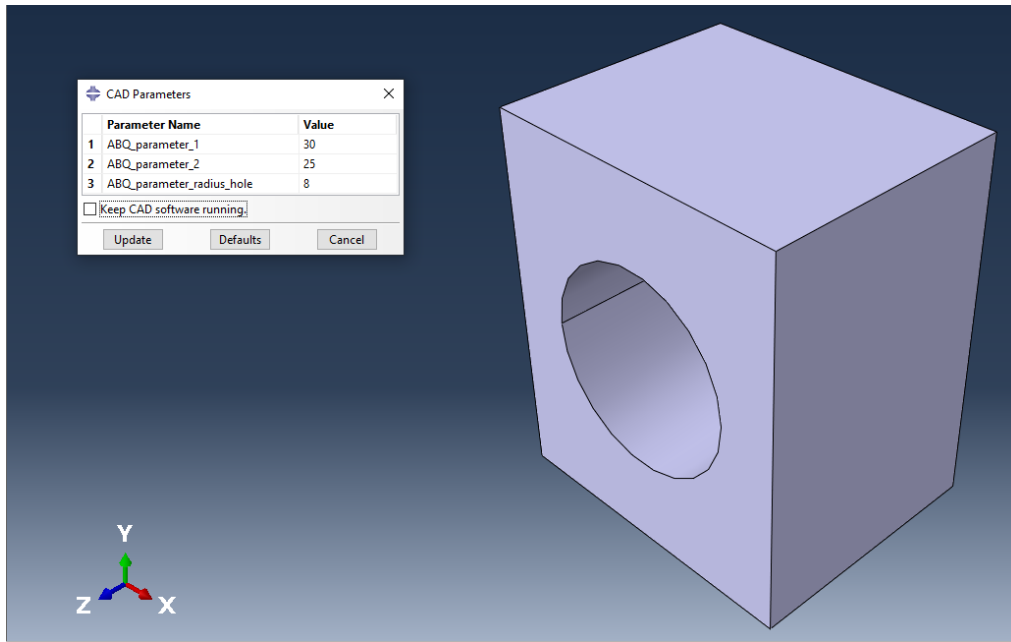 CAD Parameters
Parameter Name Value
1 ABQ_parameter_1 30
2 ABQ_parameter_2 25
3 ABQ_parameter_radius_hole 8
Keep CAD software running.
Update Defaults Cancel
Y
Z X